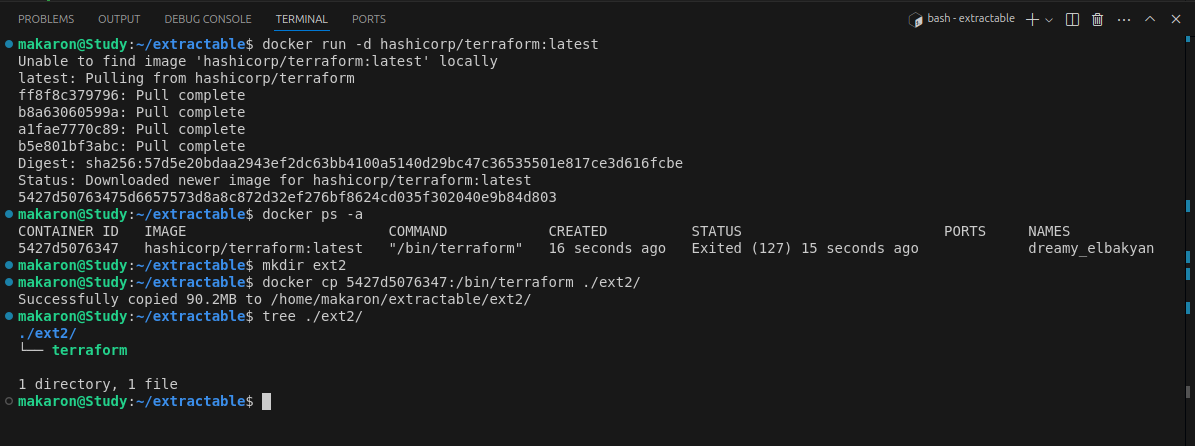 PROBLEMS OUTPUT DEBUG CONSOLE TERMINAL PORTS bash - extractable
makaron@Study:~/extractable$ docker run -d hashicorp/terraform:latest
Unable to find image 'hashicorp/terraform:latest' locally
latest: Pulling from hashicorp/terraform
ff8f8c379796: Pull complete
b8a63060599a: Pull complete
a1fae7770c89: Pull complete
b5e801bf3abc: Pull complete
Digest: sha256:57d5e20bdaa2943ef2dc63bb4100a5140d29bc47c36535501e817ce3d616fcbe
Status: Downloaded newer image for hashicorp/terraform:latest
5427d50763475d6657573d8a8c872d32ef276bf8624cd035f302040e9b84d803
makaron@Study:~/extractable$ docker ps -a
CONTAINER ID   IMAGE                         COMMAND            CREATED          STATUS                       PORTS     NAMES
5427d5076347   hashicorp/terraform:latest   "/bin/terraform"   16 seconds ago   Exited (127) 15 seconds ago             dreamy_elbakyan
makaron@Study:~/extractable$ mkdir ext2
makaron@Study:~/extractable$ docker cp 5427d5076347:/bin/terraform ./ext2/
Successfully copied 90.2MB to /home/makaron/extractable/ext2/
makaron@Study:~/extractable$ tree ./ext2/
./ext2/
└── terraform
1 directory, 1 file
makaron@Study:~/extractable$